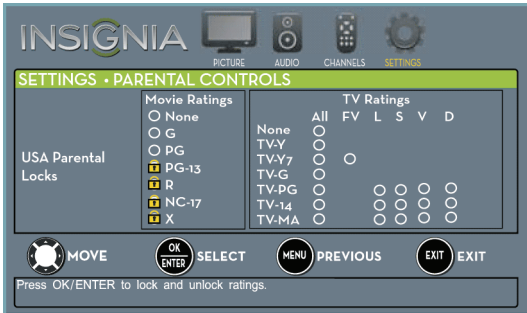 INSIGNIA
PICTURE AUDIO CHANNELS SETTINGS
SETTINGS • PARENTAL CONTROLS
USA Parental
Locks
Movie Ratings
None
G
PG
PG-13
R
NC-17
X
TV Ratings
All FV L S V D
None
TV-Y
TV-Y7
TV-G
TV-PG
TV-14
TV-MA
MOVE OK/ENTER SELECT MENU PREVIOUS EXIT EXIT
Press OK/ENTER to lock and unlock ratings.